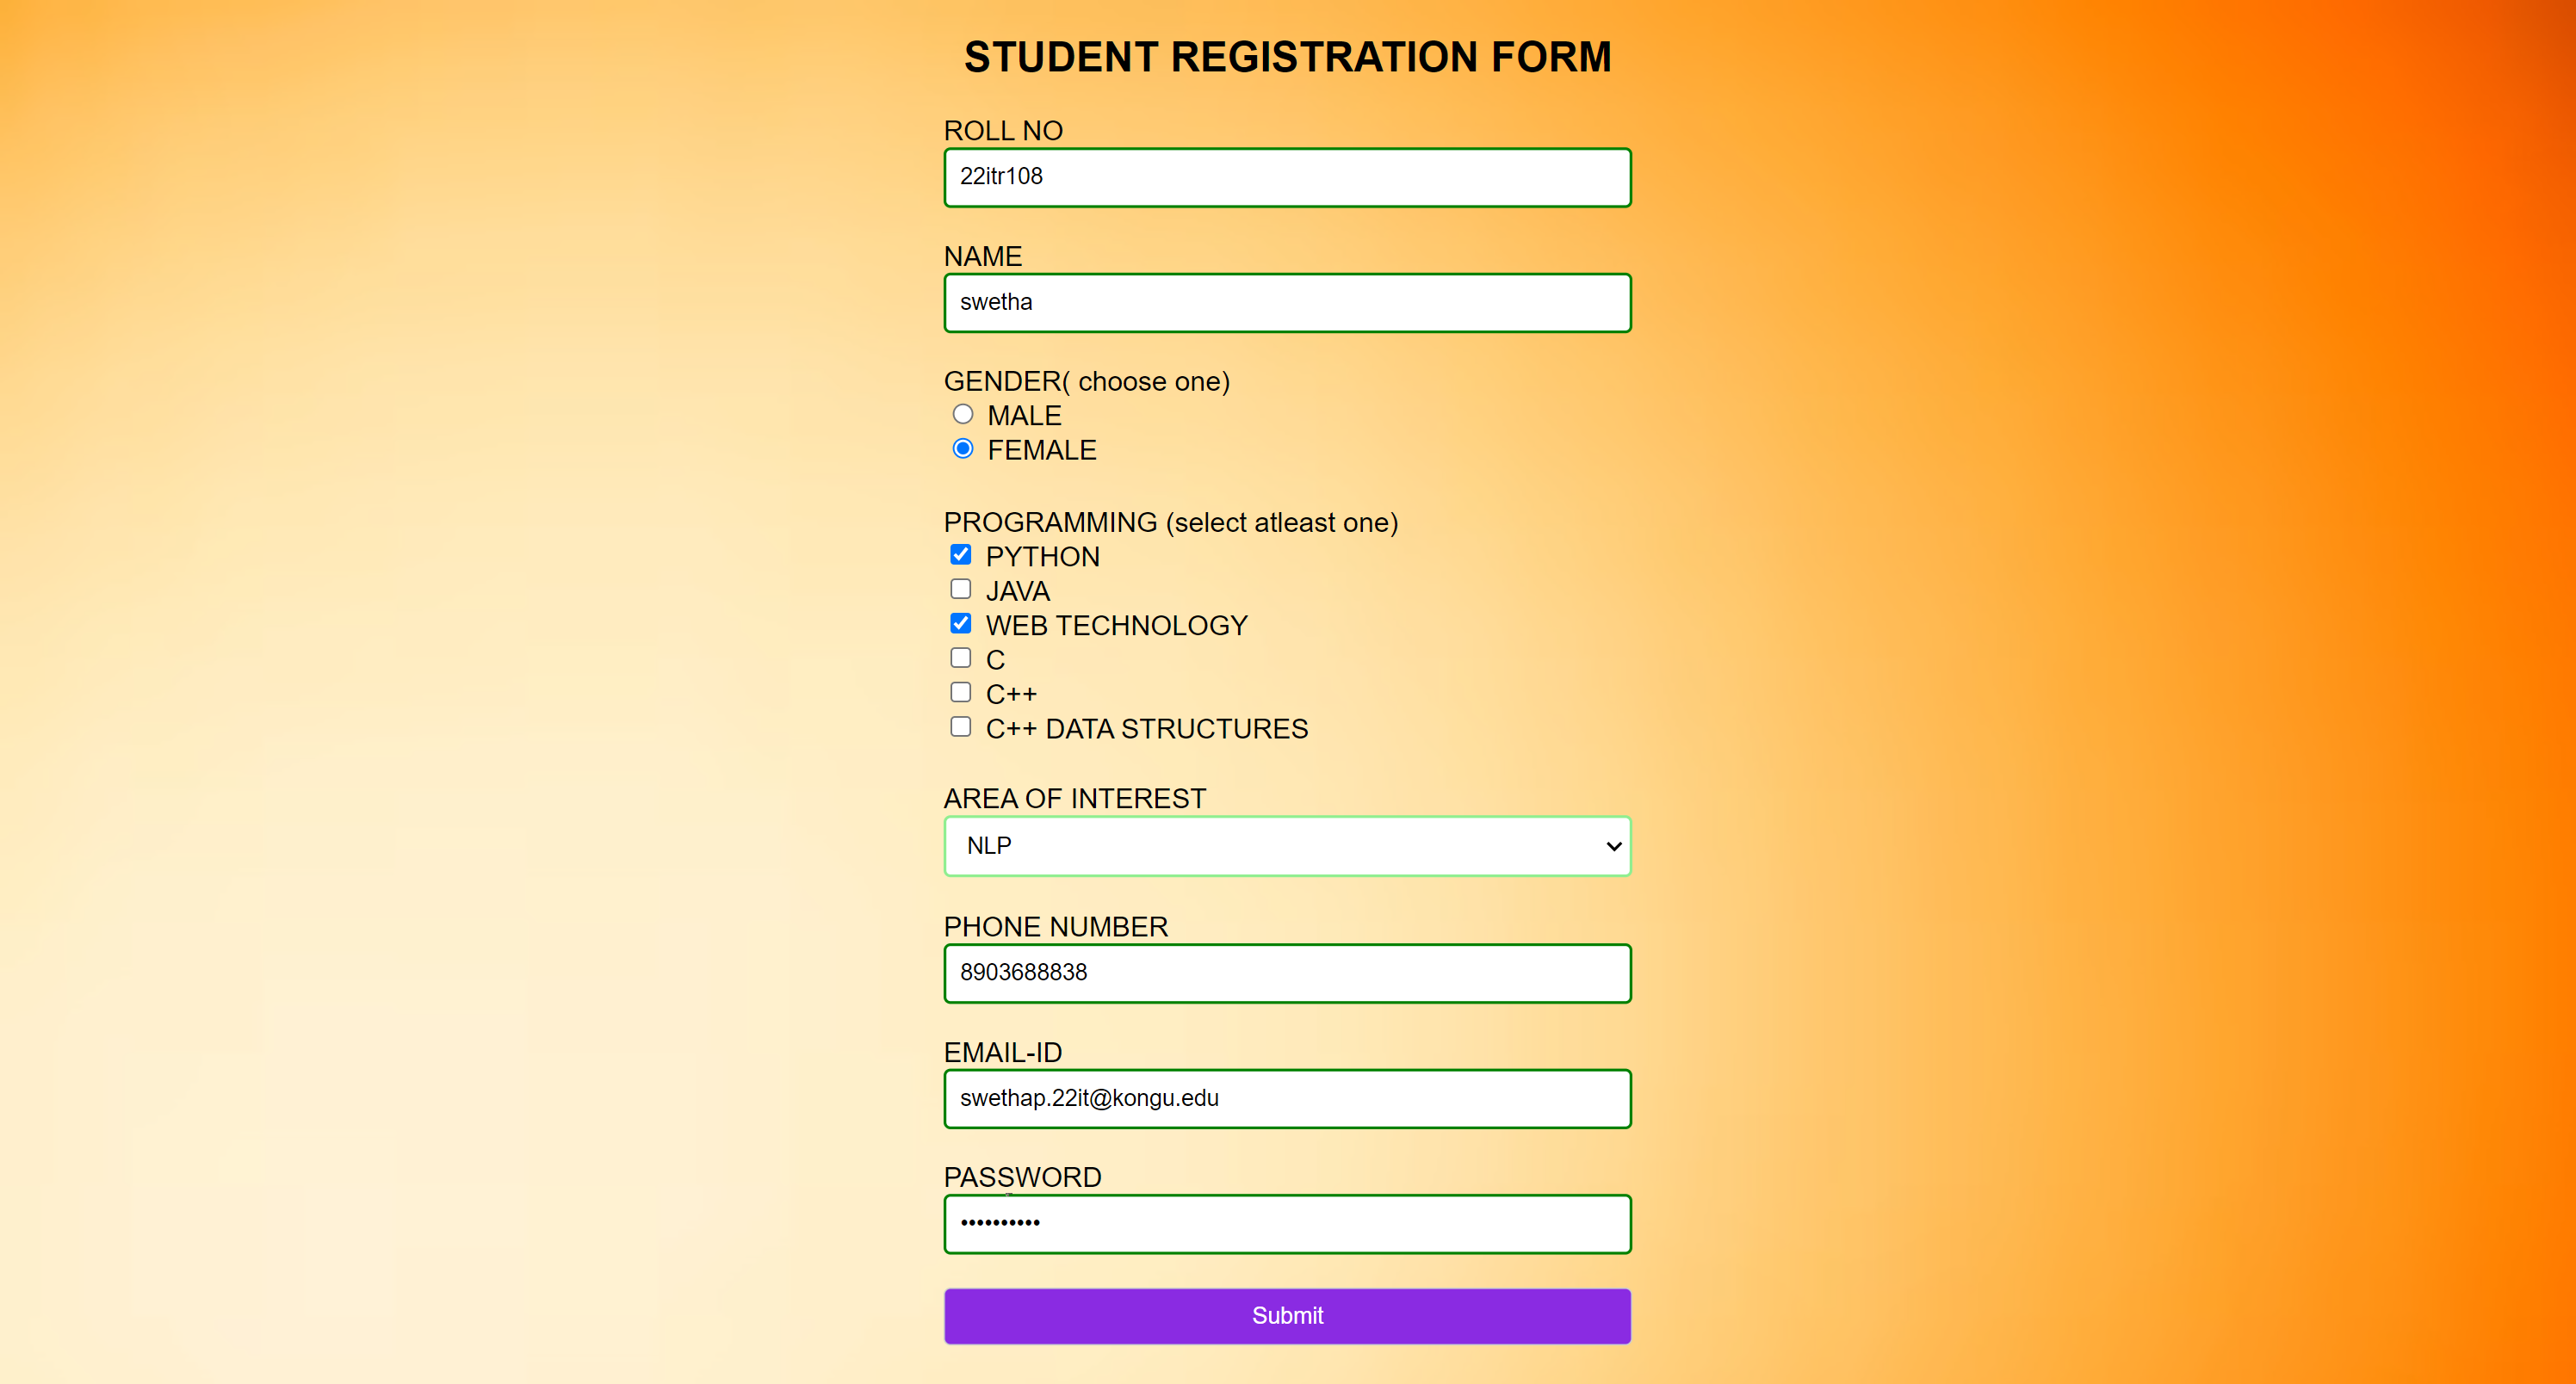 STUDENT REGISTRATION FORM
ROLL NO
22itr108
NAME
swetha
GENDER( choose one)
MALE
FEMALE
PROGRAMMING (select atleast one)
PYTHON
JAVA
WEB TECHNOLOGY
C
C++
C++ DATA STRUCTURES
AREA OF INTEREST
NLP
PHONE NUMBER
8903688838
EMAIL-ID
swethap.22it@kongu.edu
PASSWORD
••••••••••
Submit